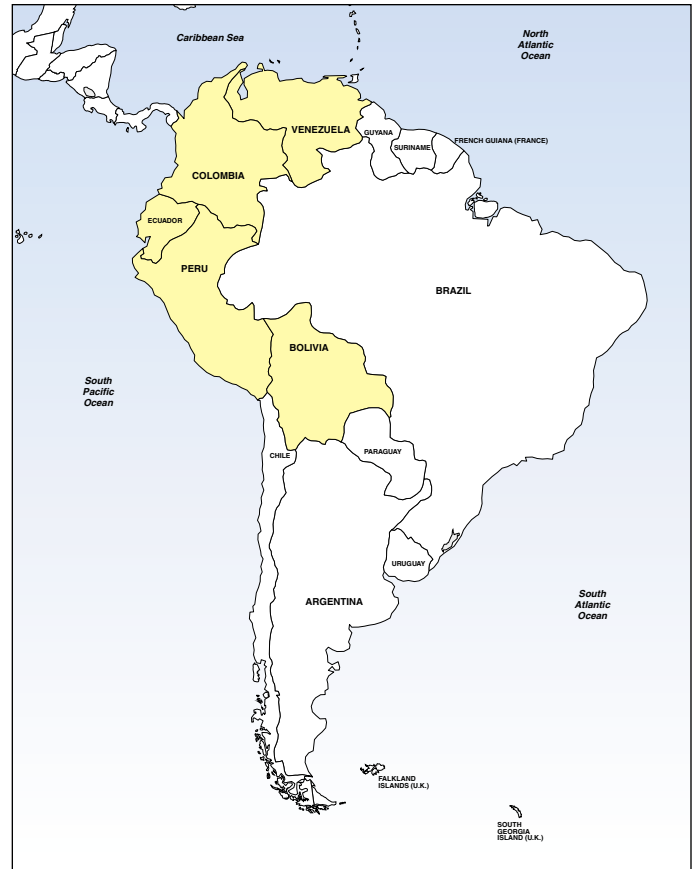 Caribbean Sea
North
Atlantic
Ocean
VENEZUELA
GUYANA
SURINAME
FRENCH GUIANA (FRANCE)
COLOMBIA
ECUADOR
PERU
BRAZIL
BOLIVIA
South
Pacific
Ocean
CHILE
PARAGUAY
URUGUAY
ARGENTINA
South
Atlantic
Ocean
FALKLAND
ISLANDS (U.K.)
SOUTH
GEORGIA
ISLAND (U.K.)